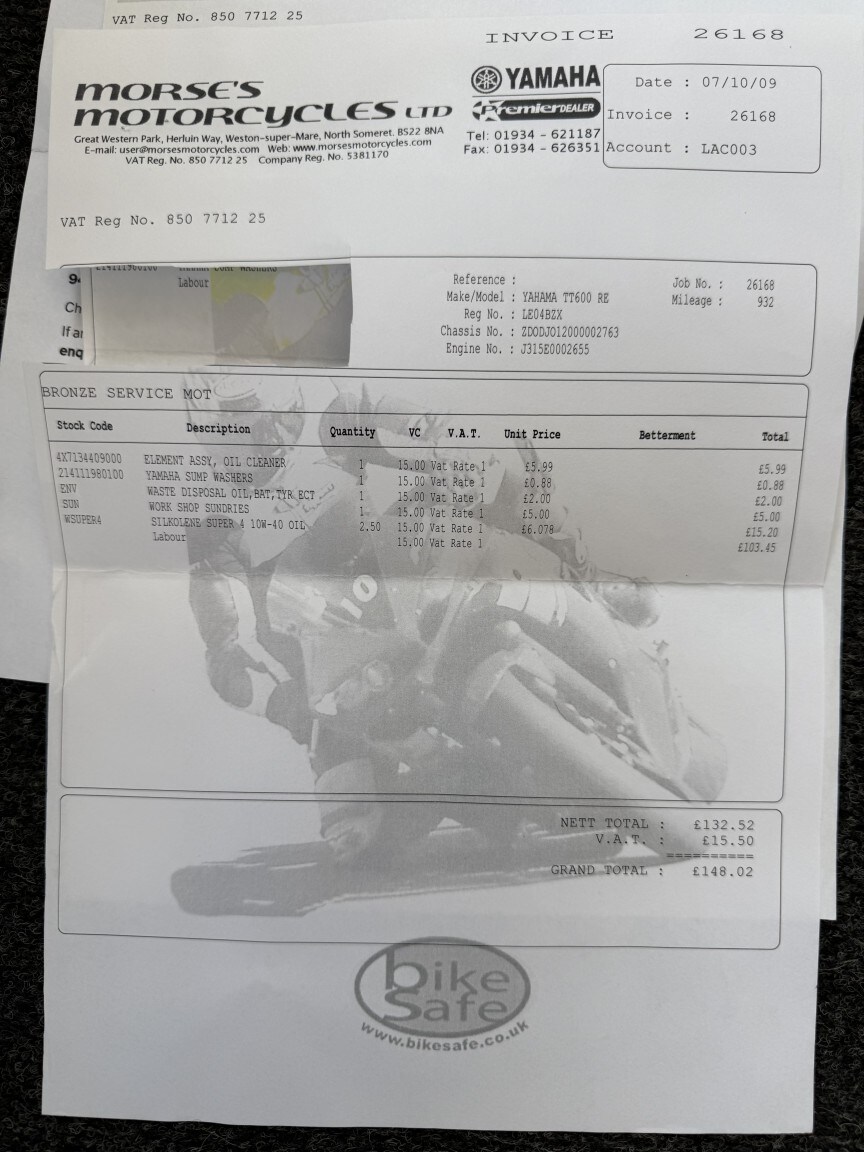 VAT Reg No. 850 7712 25
INVOICE 26168
MORSE'S
MOTORCYCLES LTD
Great Western Park, Herluin Way, Weston-super-Mare, North Someret. BS22 8NA
E-mail: user@morsesmotorcycles.com Web: www.morsesmotorcycles.com
VAT Reg. No. 850 7712 25 Company Reg. No. 5381170
YAMAHA
Premier DEALER
Tel: 01934 - 621187
Fax: 01934 - 626351
Date : 07/10/09
Invoice : 26168
Account : LAC003
VAT Reg No. 850 7712 25
Labour
Ch
If
enq
Reference :
Make/Model : YAHAMA TT600 RE
Reg No. : LE04BZX
Chassis No. : ZDODJO12000002763
Engine No. : J315E0002655
Job No. : 26168
Mileage : 932
BRONZE SERVICE MOT
Stock Code Description Quantity VC V.A.T. Unit Price Betterment Total
4X7134409000 ELEMENT ASSY, OIL CLEANER 1 15.00 Vat Rate 1 £5.99 £5.99
214111980100 YAMAHA SUMP WASHERS 1 15.00 Vat Rate 1 £0.88 £0.88
ENV WASTE DISPOSAL OIL,BAT,TYR ECT 1 15.00 Vat Rate 1 £2.00 £2.00
SUN WORK SHOP SUNDRIES 1 15.00 Vat Rate 1 £5.00 £5.00
WSUPER4 SILKOLENE SUPER 4 10W-40 OIL 2.50 15.00 Vat Rate 1 £6.078 £15.20
Labour 15.00 Vat Rate 1 £103.45
10
NETT TOTAL : £132.52
V.A.T. : £15.50
==========
GRAND TOTAL : £148.02
bike
Safe
www.bikesafe.co.uk